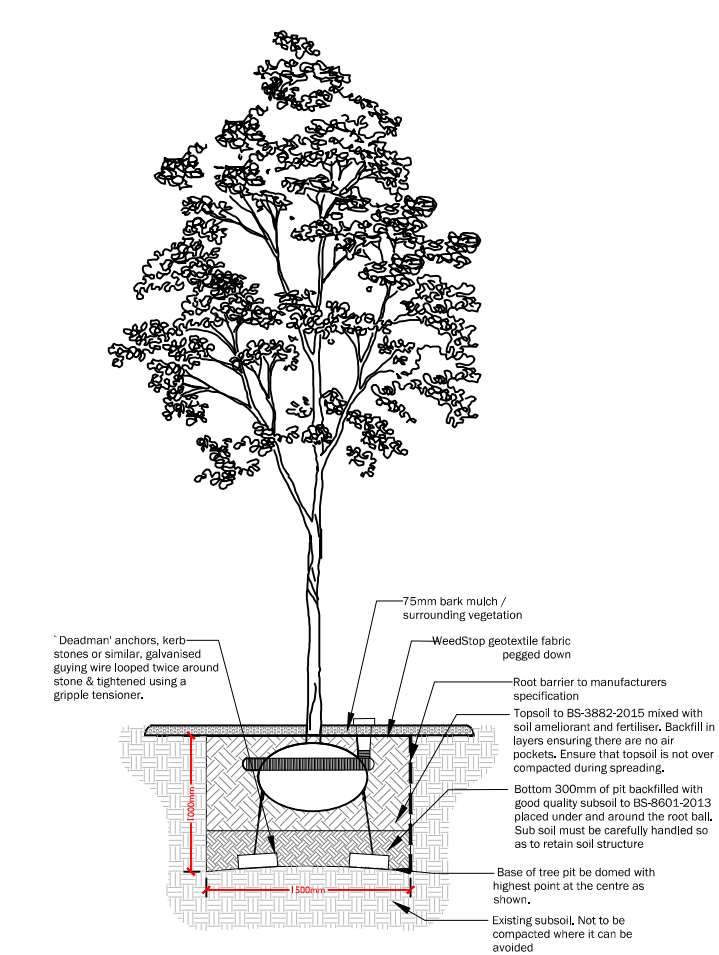 75mm bark mulch /
surrounding vegetation
`Deadman' anchors, kerb
stones or similar. galvanised
guying wire looped twice around
stone & tightened using a
gripple tensioner.
WeedStop geotextile fabric
pegged down
Root barrier to manufacturers
specification
Topsoil to BS-3882-2015 mixed with
soil ameliorant and fertiliser. Backfill in
layers ensuring there are no air
pockets. Ensure that topsoil is not over
compacted during spreading.
Bottom 300mm of pit backfilled with
good quality subsoil to BS-8601-2013
placed under and around the root ball.
Sub soil must be carefully handled so
as to retain soil structure
Base of tree pit be domed with
highest point at the centre as
shown.
Existing subsoil. Not to be
compacted where it can be
avoided
1000mm
1500mm